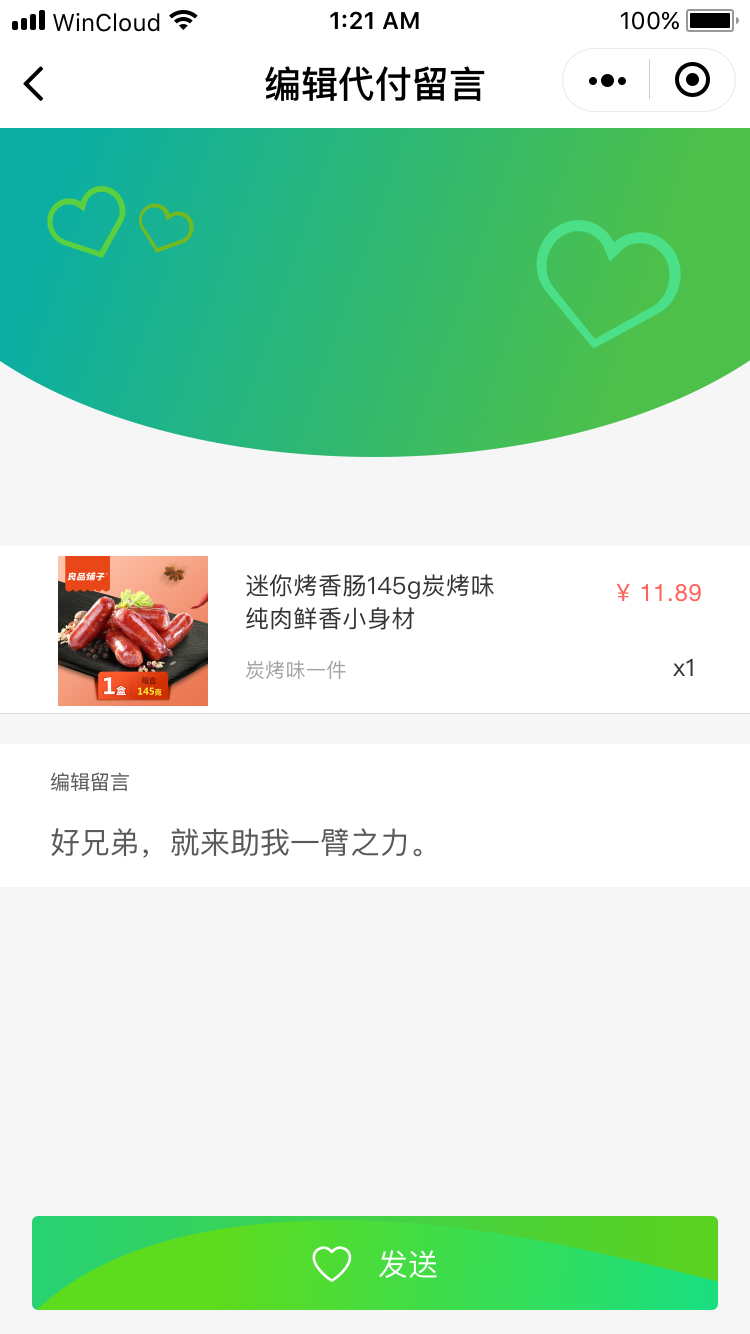 WinCloud 1:21 AM 100%
编辑代付留言
良品铺子
迷你烤香肠145g炭烤味
¥ 11.89
纯肉鲜香小身材
炭烤味一件
x1
1盒 每盒
145克
编辑留言
好兄弟，就来助我一臂之力。
发送